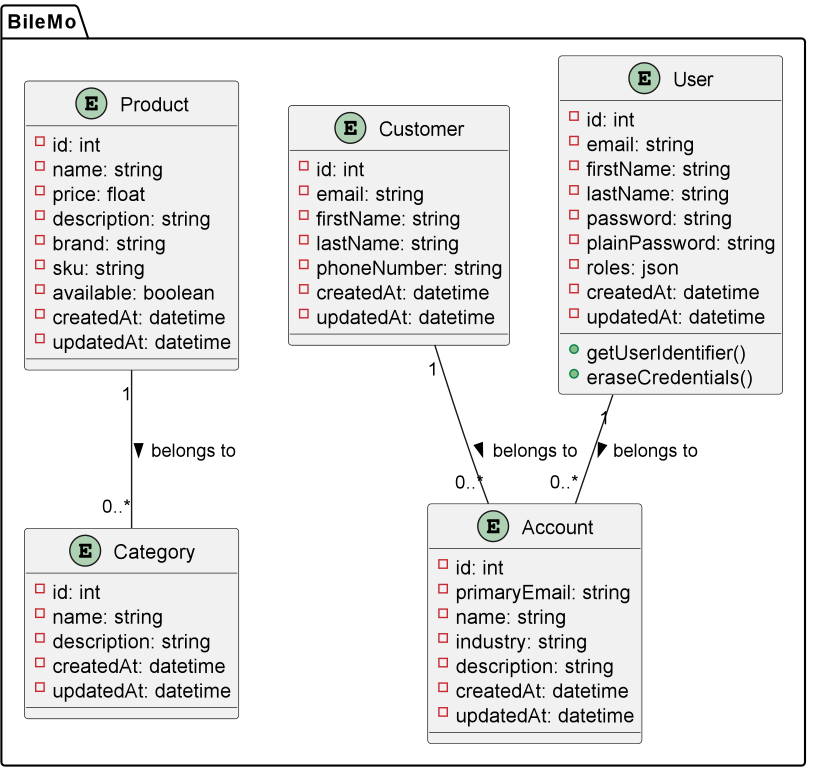 BileMo
E Product
id: int
name: string
price: float
description: string
brand: string
sku: string
available: boolean
createdAt: datetime
updatedAt: datetime
E Customer
id: int
email: string
firstName: string
lastName: string
phoneNumber: string
createdAt: datetime
updatedAt: datetime
E User
id: int
email: string
firstName: string
lastName: string
password: string
plainPassword: string
roles: json
createdAt: datetime
updatedAt: datetime
getUserIdentifier()
eraseCredentials()
1
belongs to
0..*
1
belongs to
0..*
1
belongs to
0..*
E Category
id: int
name: string
description: string
createdAt: datetime
updatedAt: datetime
E Account
id: int
primaryEmail: string
name: string
industry: string
description: string
createdAt: datetime
updatedAt: datetime